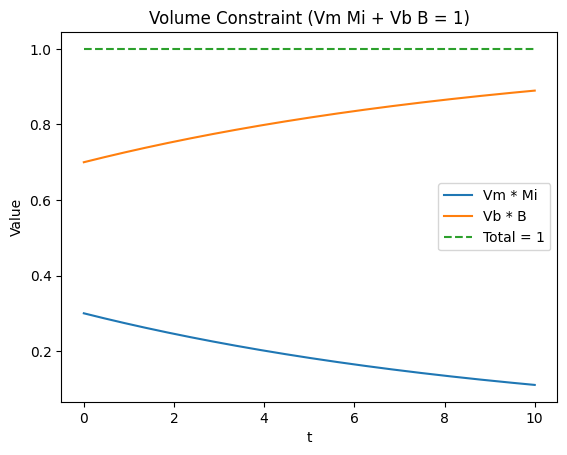 Volume Constraint (Vm Mi + Vb B = 1)
Value
1.0
0.8
0.6
0.4
0.2
Vm * Mi
Vb * B
Total = 1
0 2 4 6 8 10
t